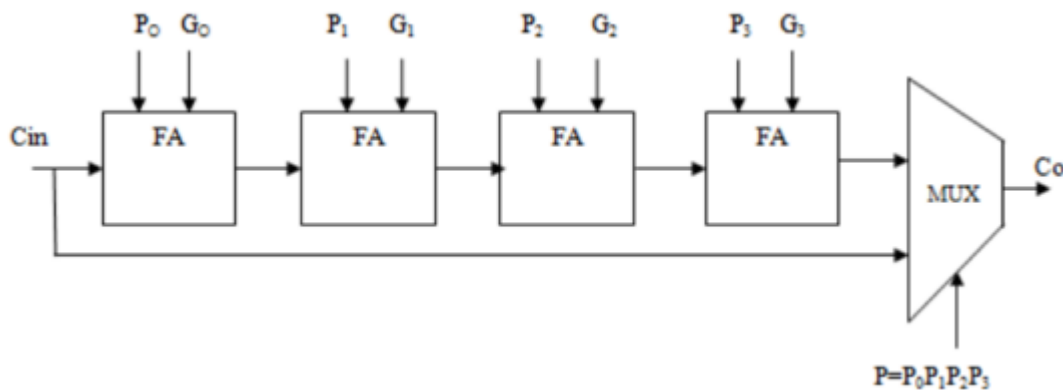 P₀ G₀ P₁ G₁ P₂ G₂ P₃ G₃
Cin FA FA FA FA
MUX Co
P=P₀P₁P₂P₃